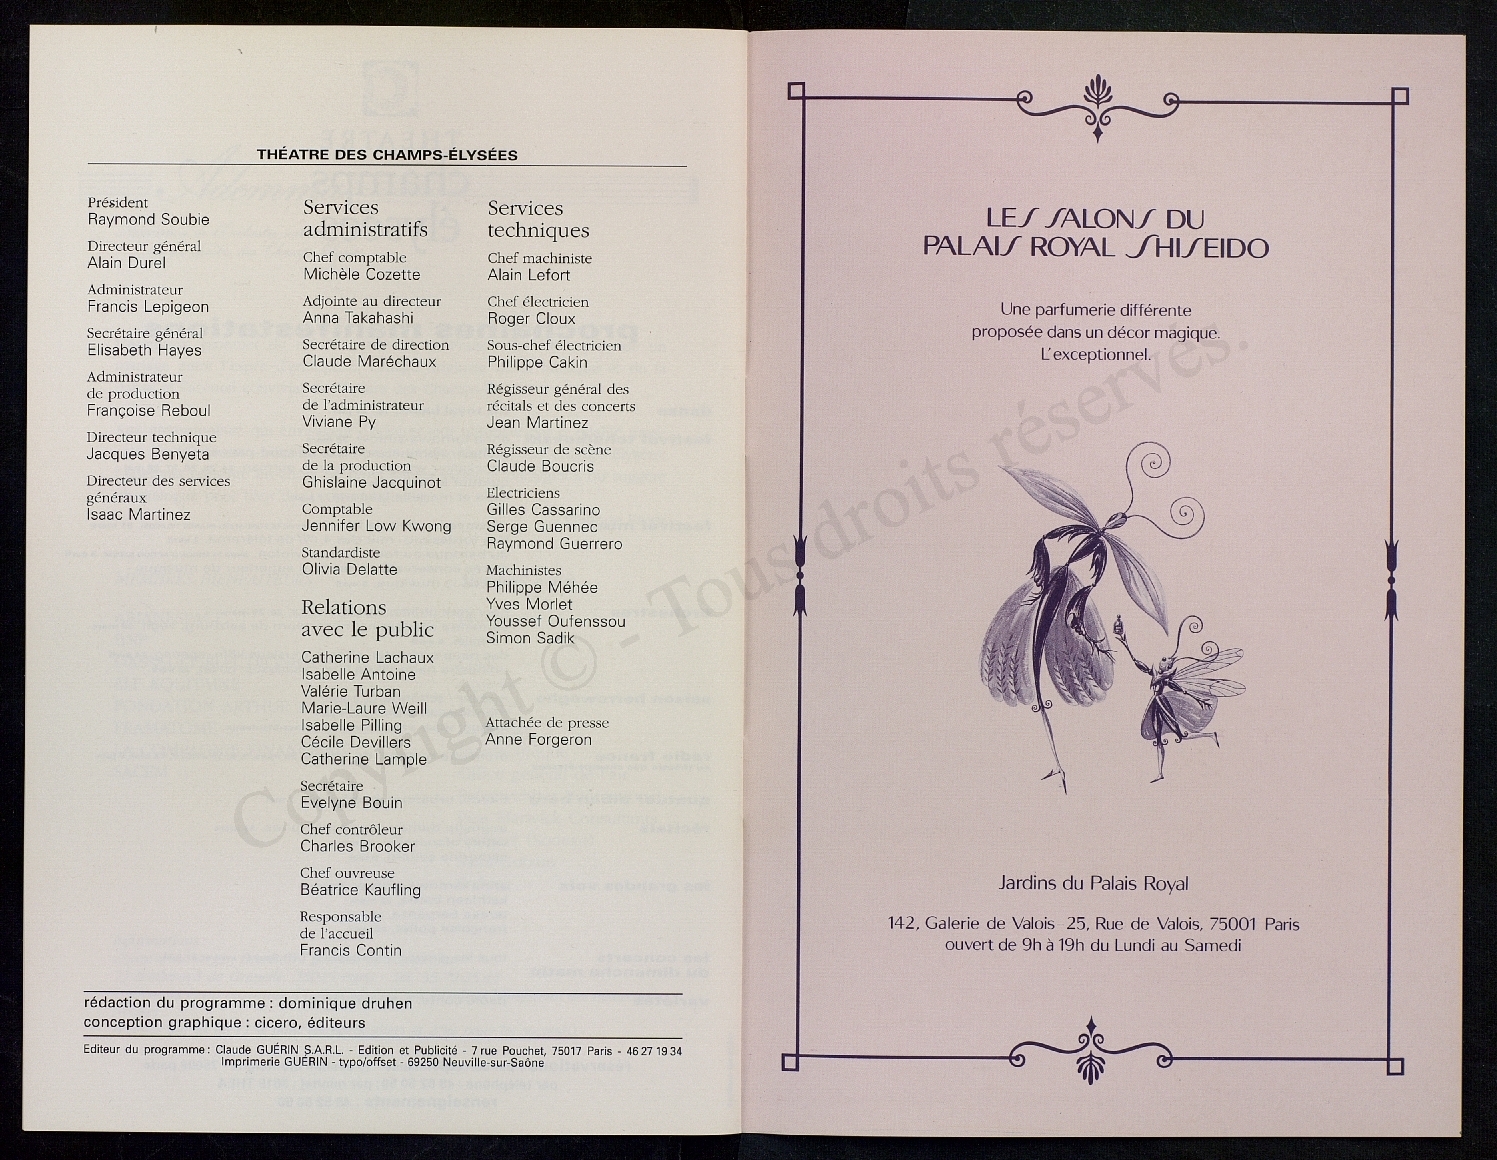 THÉATRE DES CHAMPS-ÉLYSÉES
Président
Raymond Soubie
Directeur général
Alain Durel
Administrateur
Francis Lepigeon
Secrétaire général
Elisabeth Hayes
Administrateur
de production
Françoise Reboul
Directeur technique
Jacques Benyeta
Directeur des services
généraux
Isaac Martinez
Services
administratifs
Chef comptable
Michèle Cozette
Adjointe au directeur
Anna Takahashi
Secrétaire de direction
Claude Maréchaux
Secrétaire
de l'administrateur
Viviane Py
Secrétaire
de la production
Ghislaine Jacquinot
Comptable
Jennifer Low Kwong
Standardiste
Olivia Delatte
Relations
avec le public
Catherine Lachaux
Isabelle Antoine
Valérie Turban
Marie-Laure Weill
Isabelle Pilling
Cécile Devillers
Catherine Lample
Secrétaire
Evelyne Bouin
Chef contrôleur
Charles Brooker
Chef ouvreuse
Béatrice Kaufling
Responsable
de l'accueil
Francis Contin
Services
techniques
Chef machiniste
Alain Lefort
Chef électricien
Roger Cloux
Sous-chef électricien
Philippe Cakin
Régisseur général des
récitals et des concerts
Jean Martinez
Régisseur de scène
Claude Boucris
Electriciens
Gilles Cassarino
Serge Guennec
Raymond Guerrero
Machinistes
Philippe Méhée
Yves Morlet
Youssef Oufenssou
Simon Sadik
Attachée de presse
Anne Forgeron
rédaction du programme : dominique druhen
conception graphique : cicero, éditeurs
Editeur du programme : Claude GUÉRIN S.A.R.L. - Edition et Publicité - 7 rue Pouchet, 75017 Paris - 46 27 19 34
Imprimerie GUÉRIN - typo/offset - 69250 Neuville-sur-Saône
LES SALONS DU
PALAIS ROYAL SHISEIDO
Une parfumerie différente
proposée dans un décor magique.
L'exceptionnel.
Jardins du Palais Royal
142, Galerie de Valois 25, Rue de Valois, 75001 Paris
ouvert de 9h à 19h du Lundi au Samedi
Copyright © - Tous droits réservés.